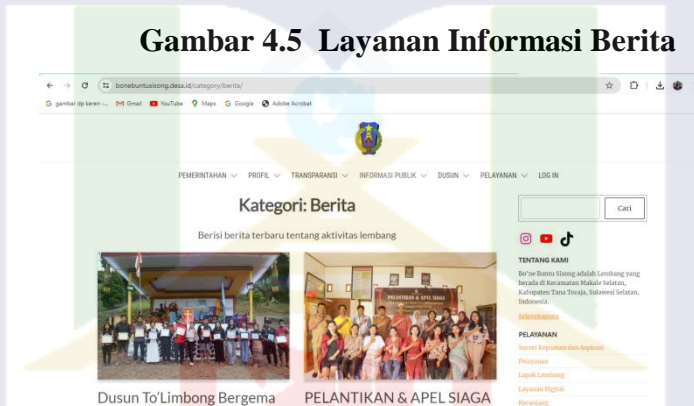 Gambar 4.5 Layanan Informasi Berita
bonebuntusisong.desa.id/category/berita/
gambar dp keren -... Gmail YouTube Maps Google Adobe Acrobat
PEMERINTAHAN PROFIL TRANSPARANSI INFORMASI PUBLIK DUSUN PELAYANAN LOG IN
Kategori: Berita
Berisi berita terbaru tentang aktivitas lembang
PELANTIKAN & APEL SIAGA
Dusun To'Limbong Bergema
PELANTIKAN & APEL SIAGA
Cari
TENTANG KAMI
Bo'ne Buntu Sisong adalah Lembang yang
berada di Kecamatan Makale Selatan,
Kabupaten Tana Toraja, Sulawesi Selatan,
Indonesia.
Selengkapnya
PELAYANAN
Survei Kepuasan dan Aspirasi
Pelayanan
Lapak Lembang
Layanan Digital
Keranjang